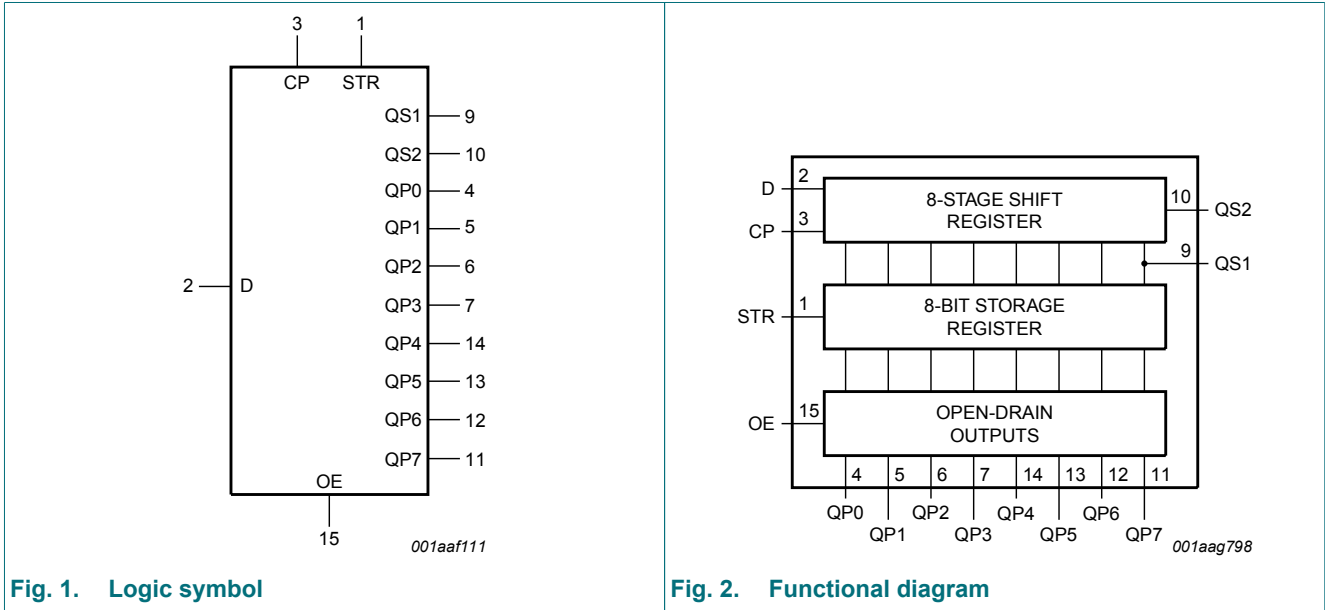 3 1
CP STR
QS1 9
QS2 10
QP0 4
QP1 5
QP2 6
2 D
QP3 7
QP4 14
QP5 13
QP6 12
QP7 11
OE
15
001aaf111
Fig. 1. Logic symbol
D 2
8-STAGE SHIFT
REGISTER
10 QS2
CP 3
9 QS1
STR 1
8-BIT STORAGE
REGISTER
OE 15
OPEN-DRAIN
OUTPUTS
4 5 6 7 14 13 12 11
QP0 QP2 QP4 QP6
QP1 QP3 QP5 QP7
001aag798
Fig. 2. Functional diagram